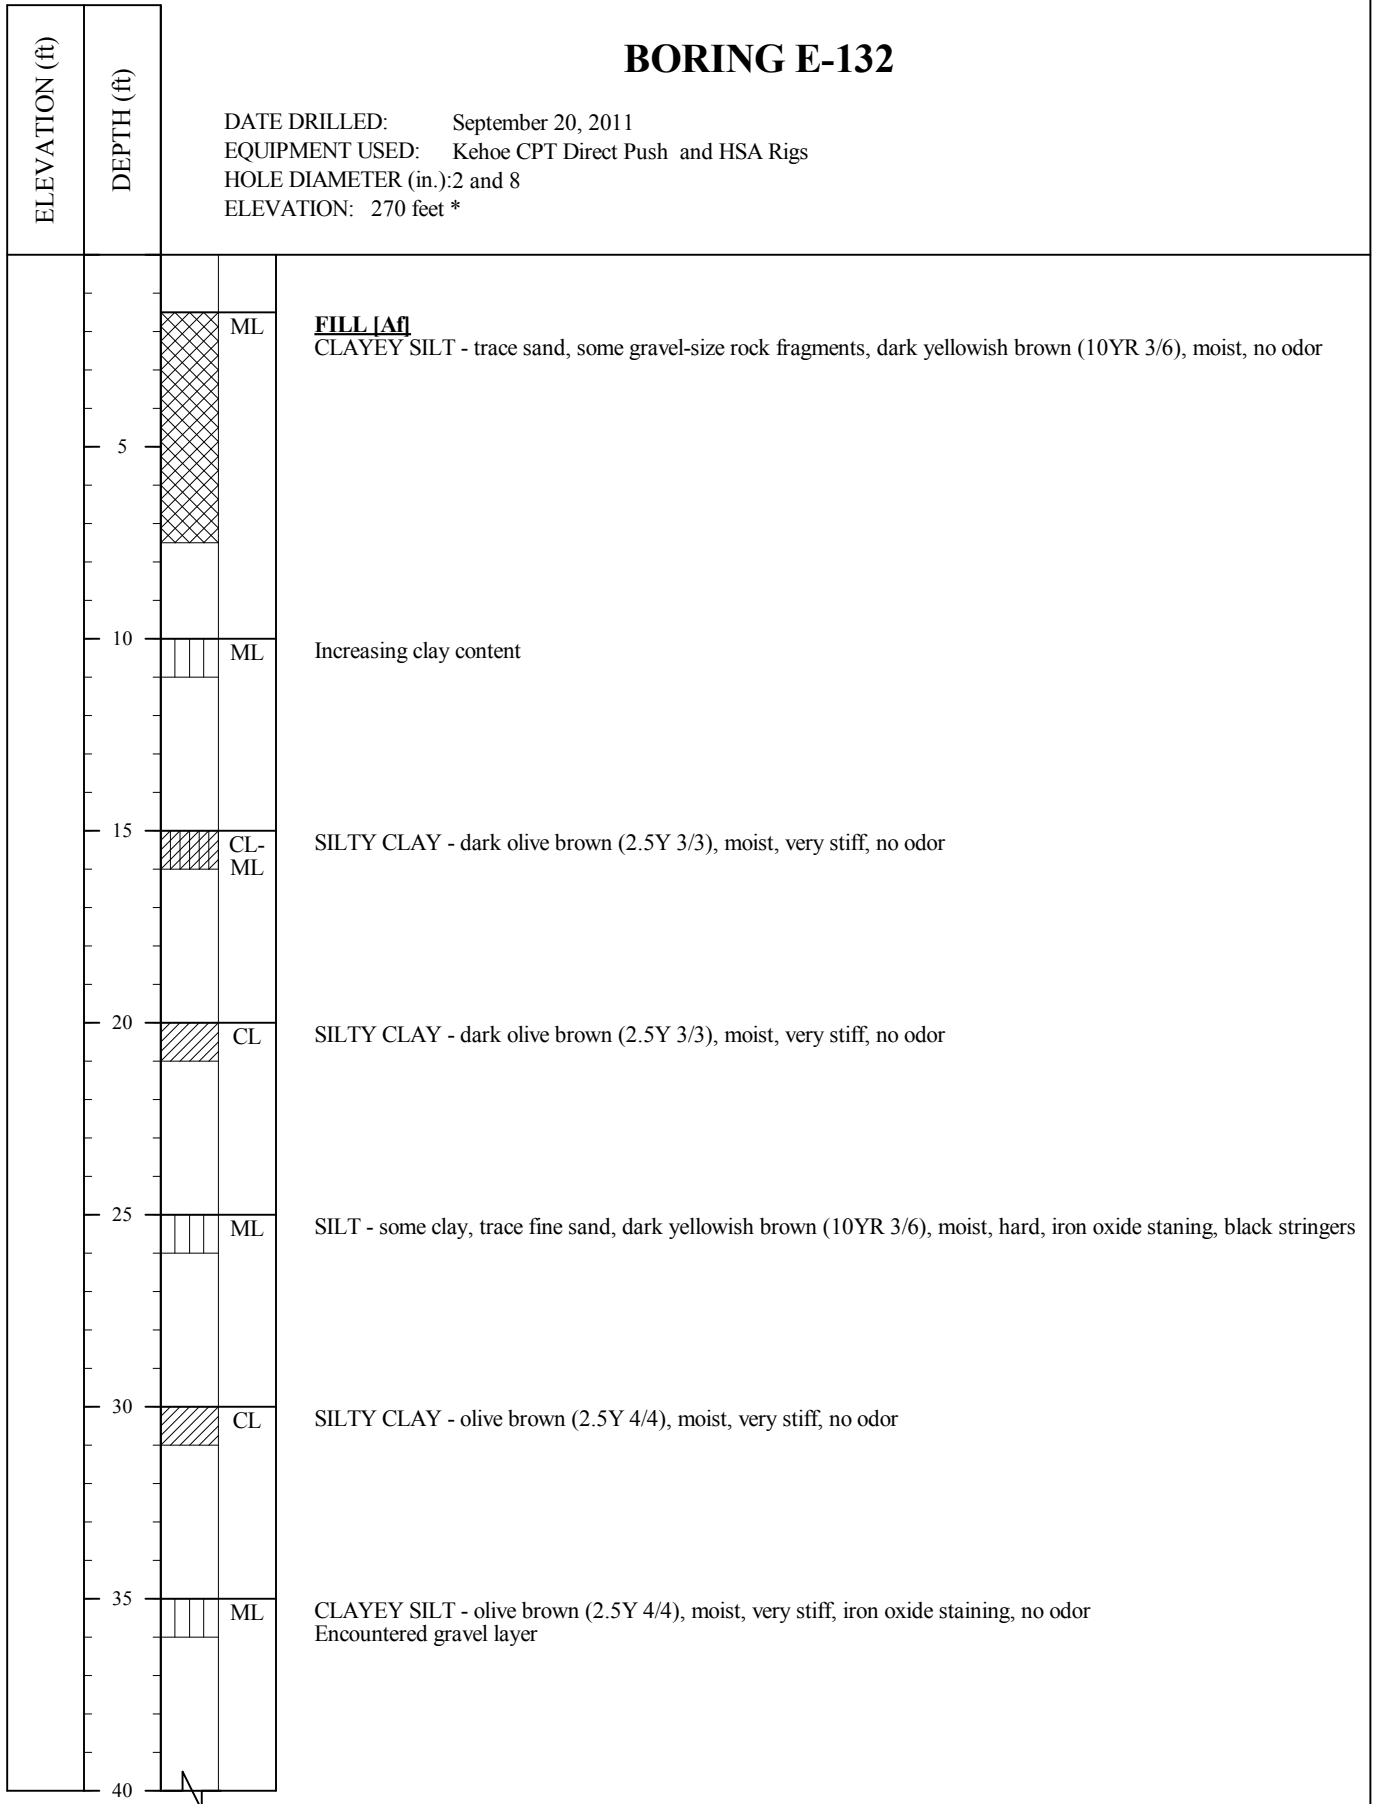 ELEVATION (ft)
DEPTH (ft)
BORING E-132
DATE DRILLED: September 20, 2011
EQUIPMENT USED: Kehoe CPT Direct Push and HSA Rigs
HOLE DIAMETER (in.):2 and 8
ELEVATION: 270 feet *
ML FILL [Af]
CLAYEY SILT - trace sand, some gravel-size rock fragments, dark yellowish brown (10YR 3/6), moist, no odor
5
10
ML Increasing clay content
15
CL- SILTY CLAY - dark olive brown (2.5Y 3/3), moist, very stiff, no odor
ML
20
CL SILTY CLAY - dark olive brown (2.5Y 3/3), moist, very stiff, no odor
25
ML SILT - some clay, trace fine sand, dark yellowish brown (10YR 3/6), moist, hard, iron oxide staning, black stringers
30
CL SILTY CLAY - olive brown (2.5Y 4/4), moist, very stiff, no odor
35
ML CLAYEY SILT - olive brown (2.5Y 4/4), moist, very stiff, iron oxide staining, no odor
Encountered gravel layer
40